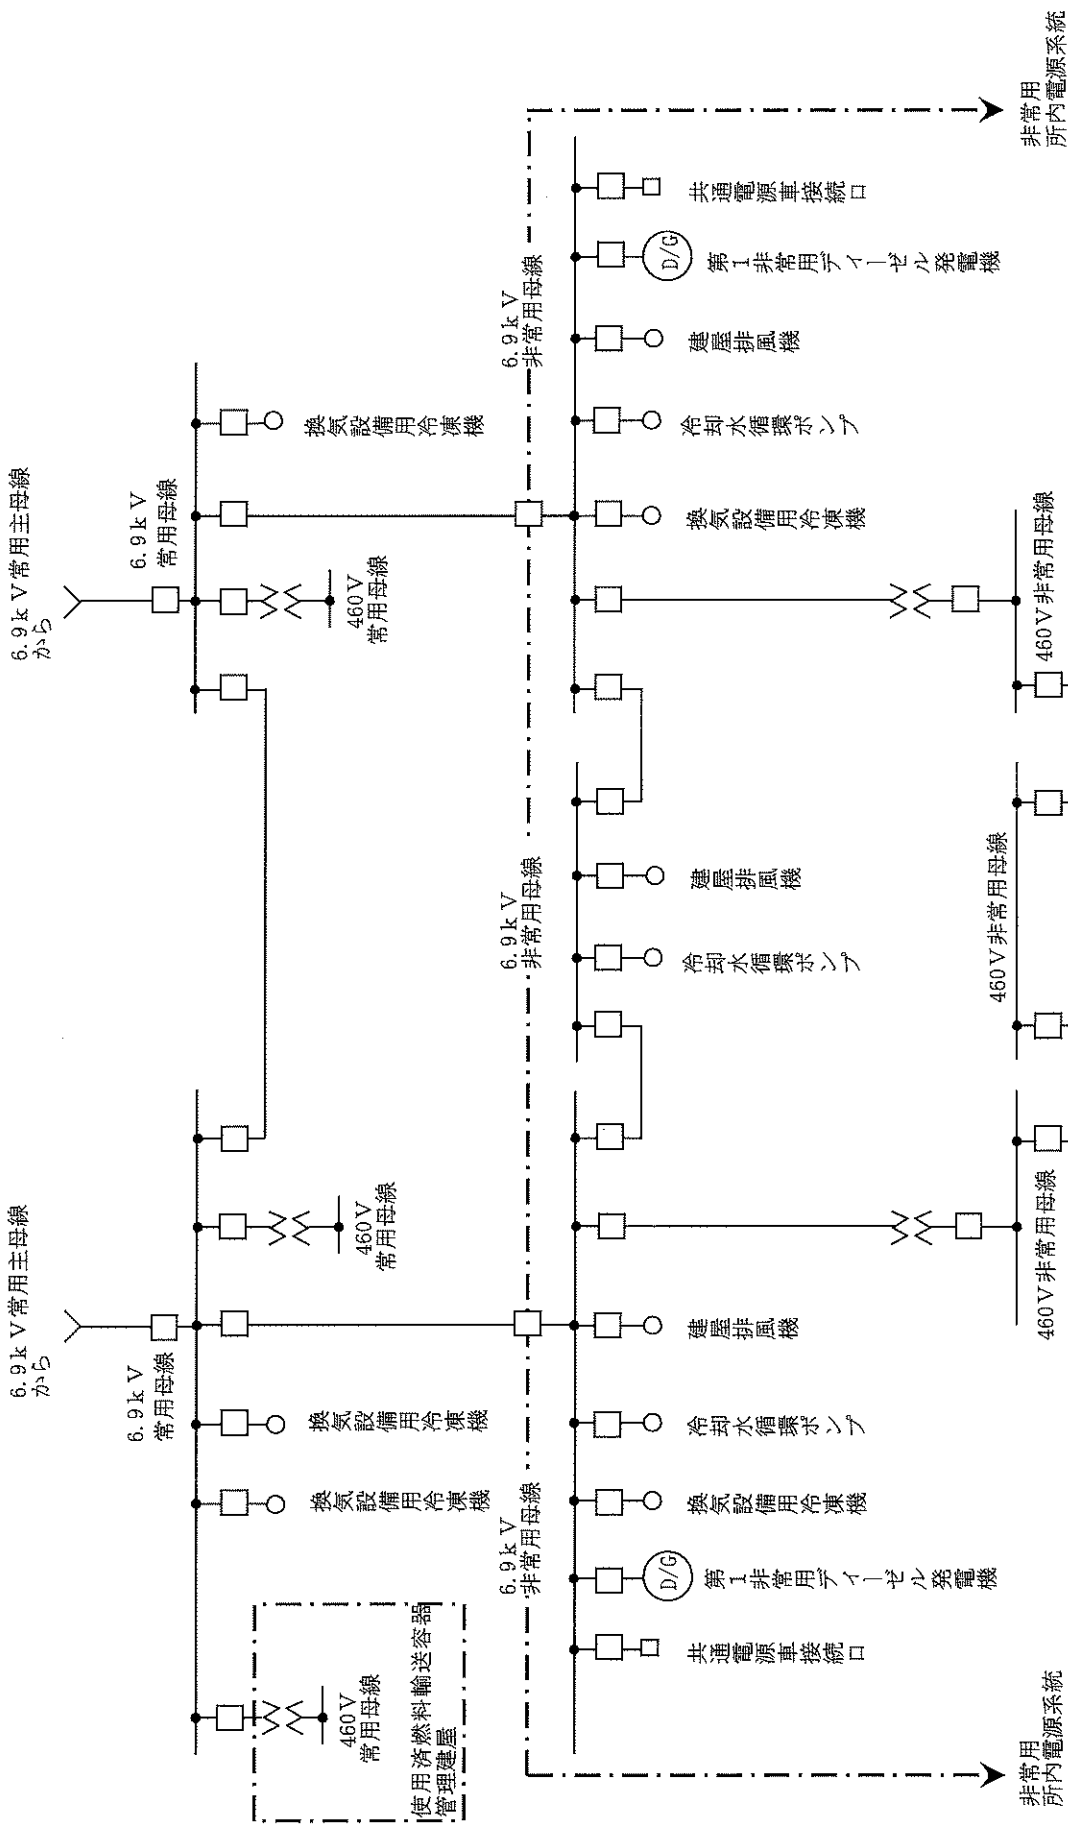 6.9kV常用主母線
から
6.9kV
常用母線
換気設備用冷凍機
換気設備用冷凍機
460V
常用母線
460V
常用母線
使用済燃料輸送容器
管理建屋
6.9kV常用主母線
から
6.9kV
常用母線
460V
常用母線
換気設備用冷凍機
6.9kV
非常用母線
6.9kV
非常用母線
6.9kV
非常用母線
共通電源車接続口
D/G
第1非常用ディーゼル発電機
換気設備用冷凍機
冷却水循環ポンプ
建屋排風機
冷却水循環ポンプ
建屋排風機
換気設備用冷凍機
冷却水循環ポンプ
建屋排風機
D/G
第1非常用ディーゼル発電機
共通電源車接続口
460V非常用母線
460V非常用母線
460V非常用母線
非常用
所内電源系統
非常用
所内電源系統